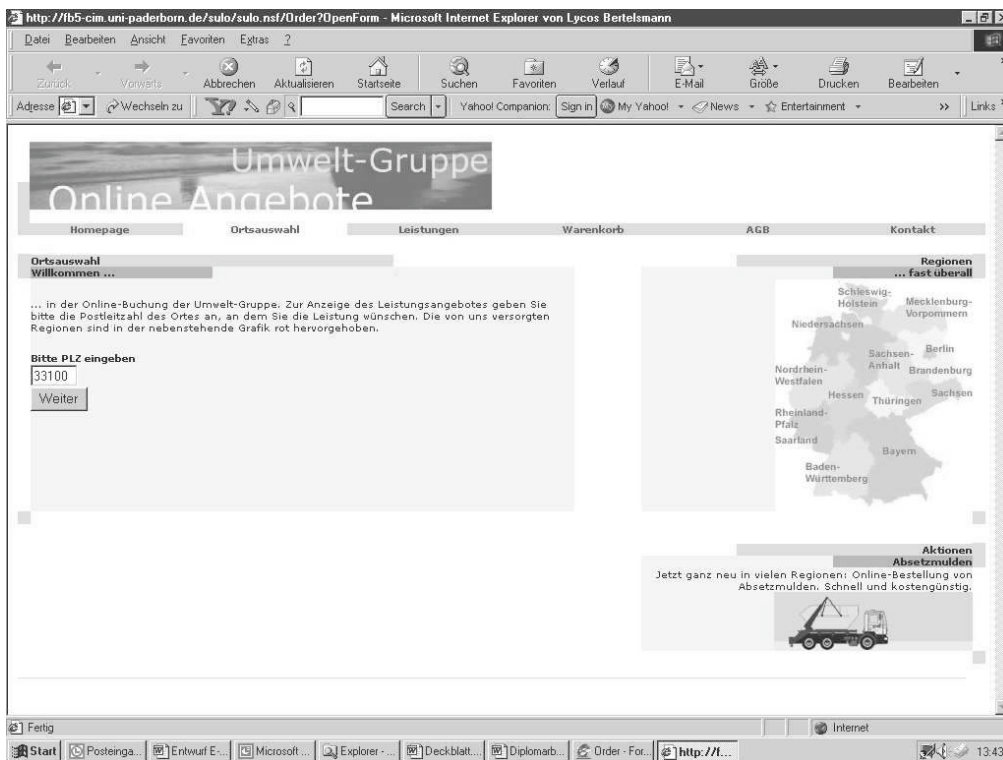 http://fb5-cim.uni-paderborn.de/sulo/sulo.nsf/Order?OpenForm - Microsoft Internet Explorer von Lycos Bertelsmann
Datei Bearbeiten Ansicht Favoriten Extras ?
Zurück Vorwärts Abbrechen Aktualisieren Startseite Suchen Favoriten Verlauf E-Mail Größe Drucken Bearbeiten
Adresse Wechseln zu Y? Search Yahoo! Companion: Sign in My Yahoo! News Entertainment >> Links
Umwelt-Gruppe
Online Angebote
Homepage Ortsauswahl Leistungen Warenkorb AGB Kontakt
Ortsauswahl
Willkommen ...
... in der Online-Buchung der Umwelt-Gruppe. Zur Anzeige des Leistungsangebotes geben Sie
bitte die Postleitzahl des Ortes an, an dem Sie die Leistung wünschen. Die von uns versorgten
Regionen sind in der nebenstehende Grafik rot hervorgehoben.
Bitte PLZ eingeben
33100
Weiter
Regionen
... fast überall
Schleswig-
Holstein
Mecklenburg-
Vorpommern
Niedersachsen
Berlin
Sachsen-
Anhalt
Brandenburg
Nordrhein-
Westfalen
Hessen
Thüringen
Sachsen
Rheinland-
Pfalz
Saarland
Bayern
Baden-
Württemberg
Aktionen
Absetzmulden
Jetzt ganz neu in vielen Regionen: Online-Bestellung von
Absetzmulden. Schnell und kostengünstig.
Fertig Internet
Start Posteinga... Entwurf E-... Microsoft ... Explorer - ... Deckblatt.... Diplomarb... Order - For... http://f... 13:43